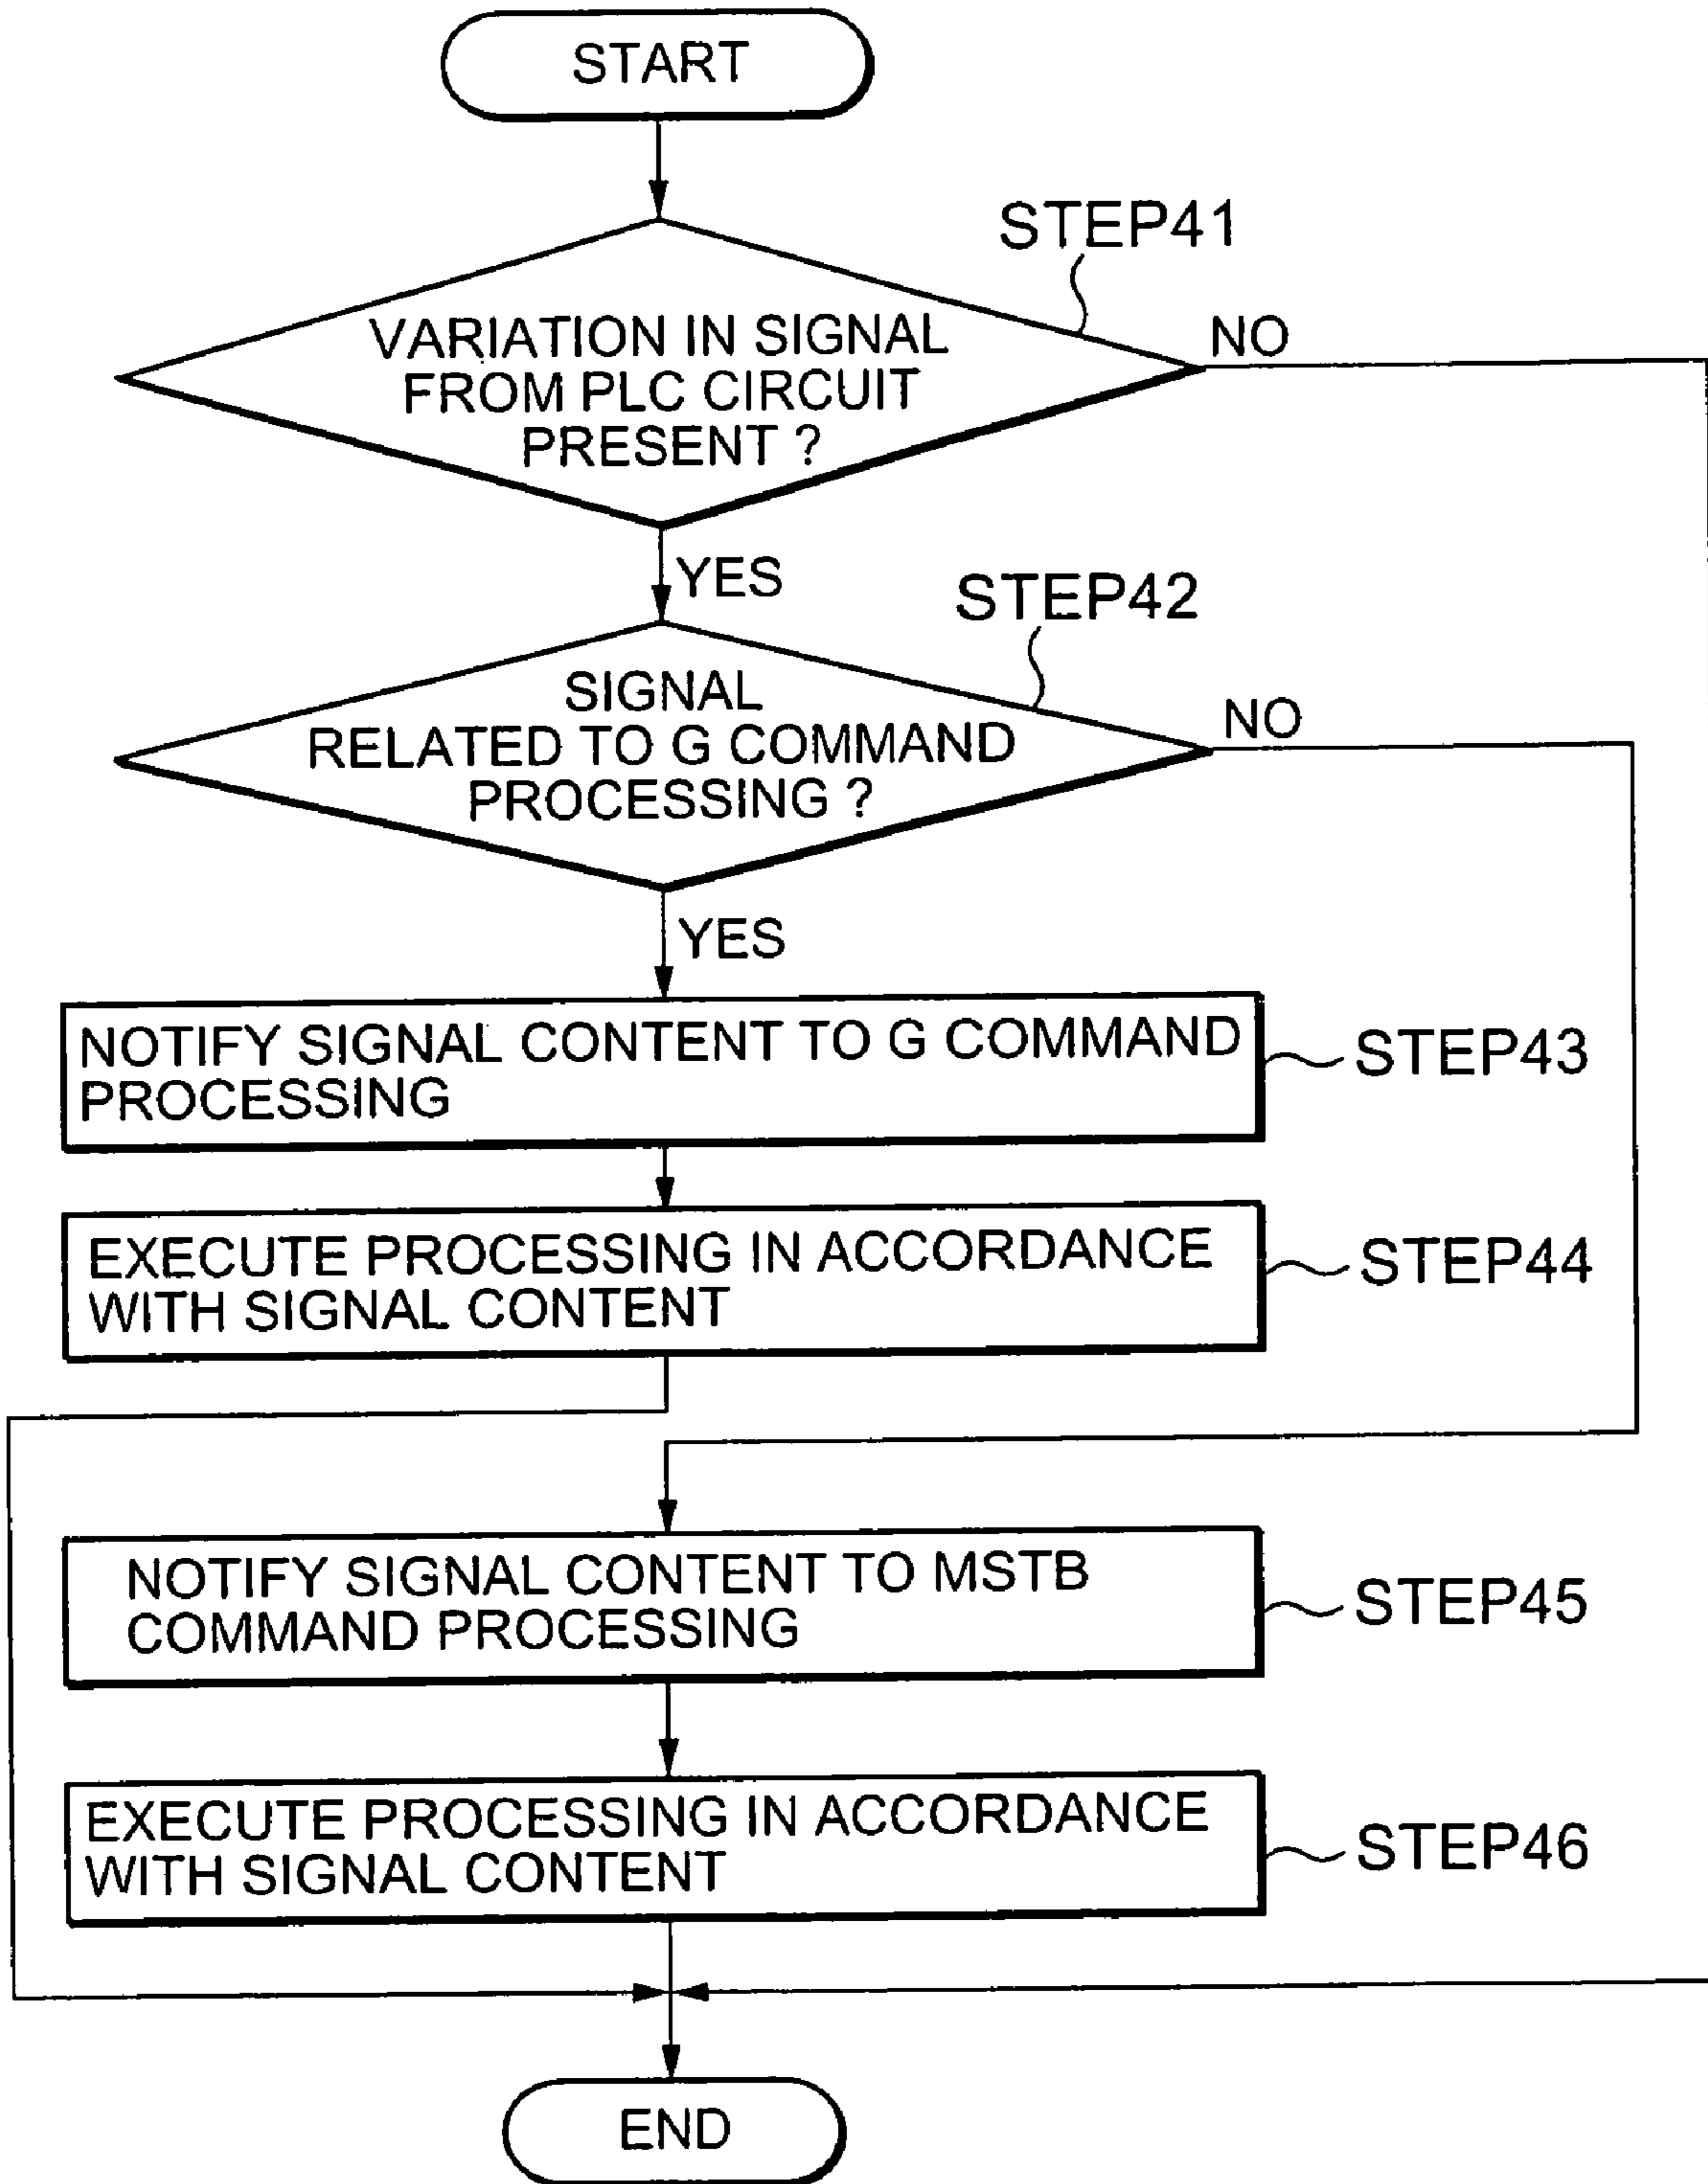 START
STEP41
VARIATION IN SIGNAL
FROM PLC CIRCUIT
PRESENT ?
NO
YES
STEP42
SIGNAL
RELATED TO G COMMAND
PROCESSING ?
NO
YES
NOTIFY SIGNAL CONTENT TO G COMMAND
PROCESSING
STEP43
EXECUTE PROCESSING IN ACCORDANCE
WITH SIGNAL CONTENT
STEP44
NOTIFY SIGNAL CONTENT TO MSTB
COMMAND PROCESSING
STEP45
EXECUTE PROCESSING IN ACCORDANCE
WITH SIGNAL CONTENT
STEP46
END